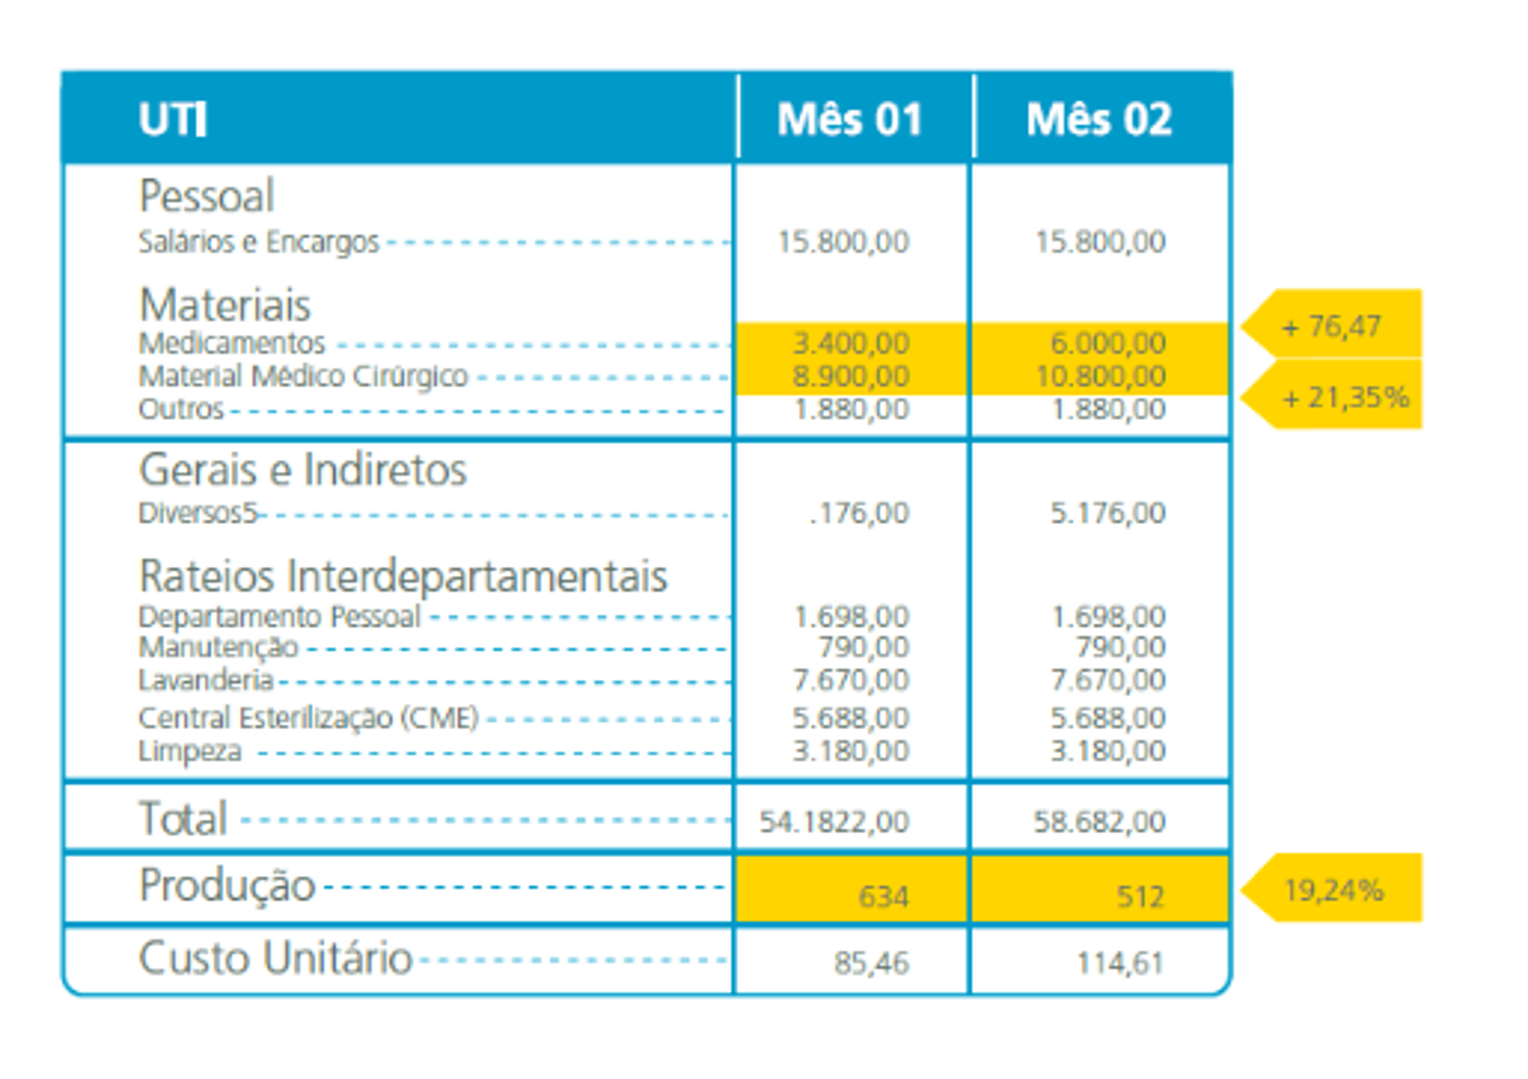 UTI Mês 01 Mês 02
Pessoal
Salários e Encargos 15.800,00 15.800,00
Materiais
Medicamentos 3.400,00 6.000,00 + 76,47
Material Médico Cirúrgico 8.900,00 10.800,00 + 21,35%
Outros 1.880,00 1.880,00
Gerais e Indiretos
Diversos5 .176,00 5.176,00
Rateios Interdepartamentais
Departamento Pessoal 1.698,00 1.698,00
Manutenção 790,00 790,00
Lavanderia 7.670,00 7.670,00
Central Esterilização (CME) 5.688,00 5.688,00
Limpeza 3.180,00 3.180,00
Total 54.1822,00 58.682,00
Produção 634 512 19,24%
Custo Unitário 85,46 114,61